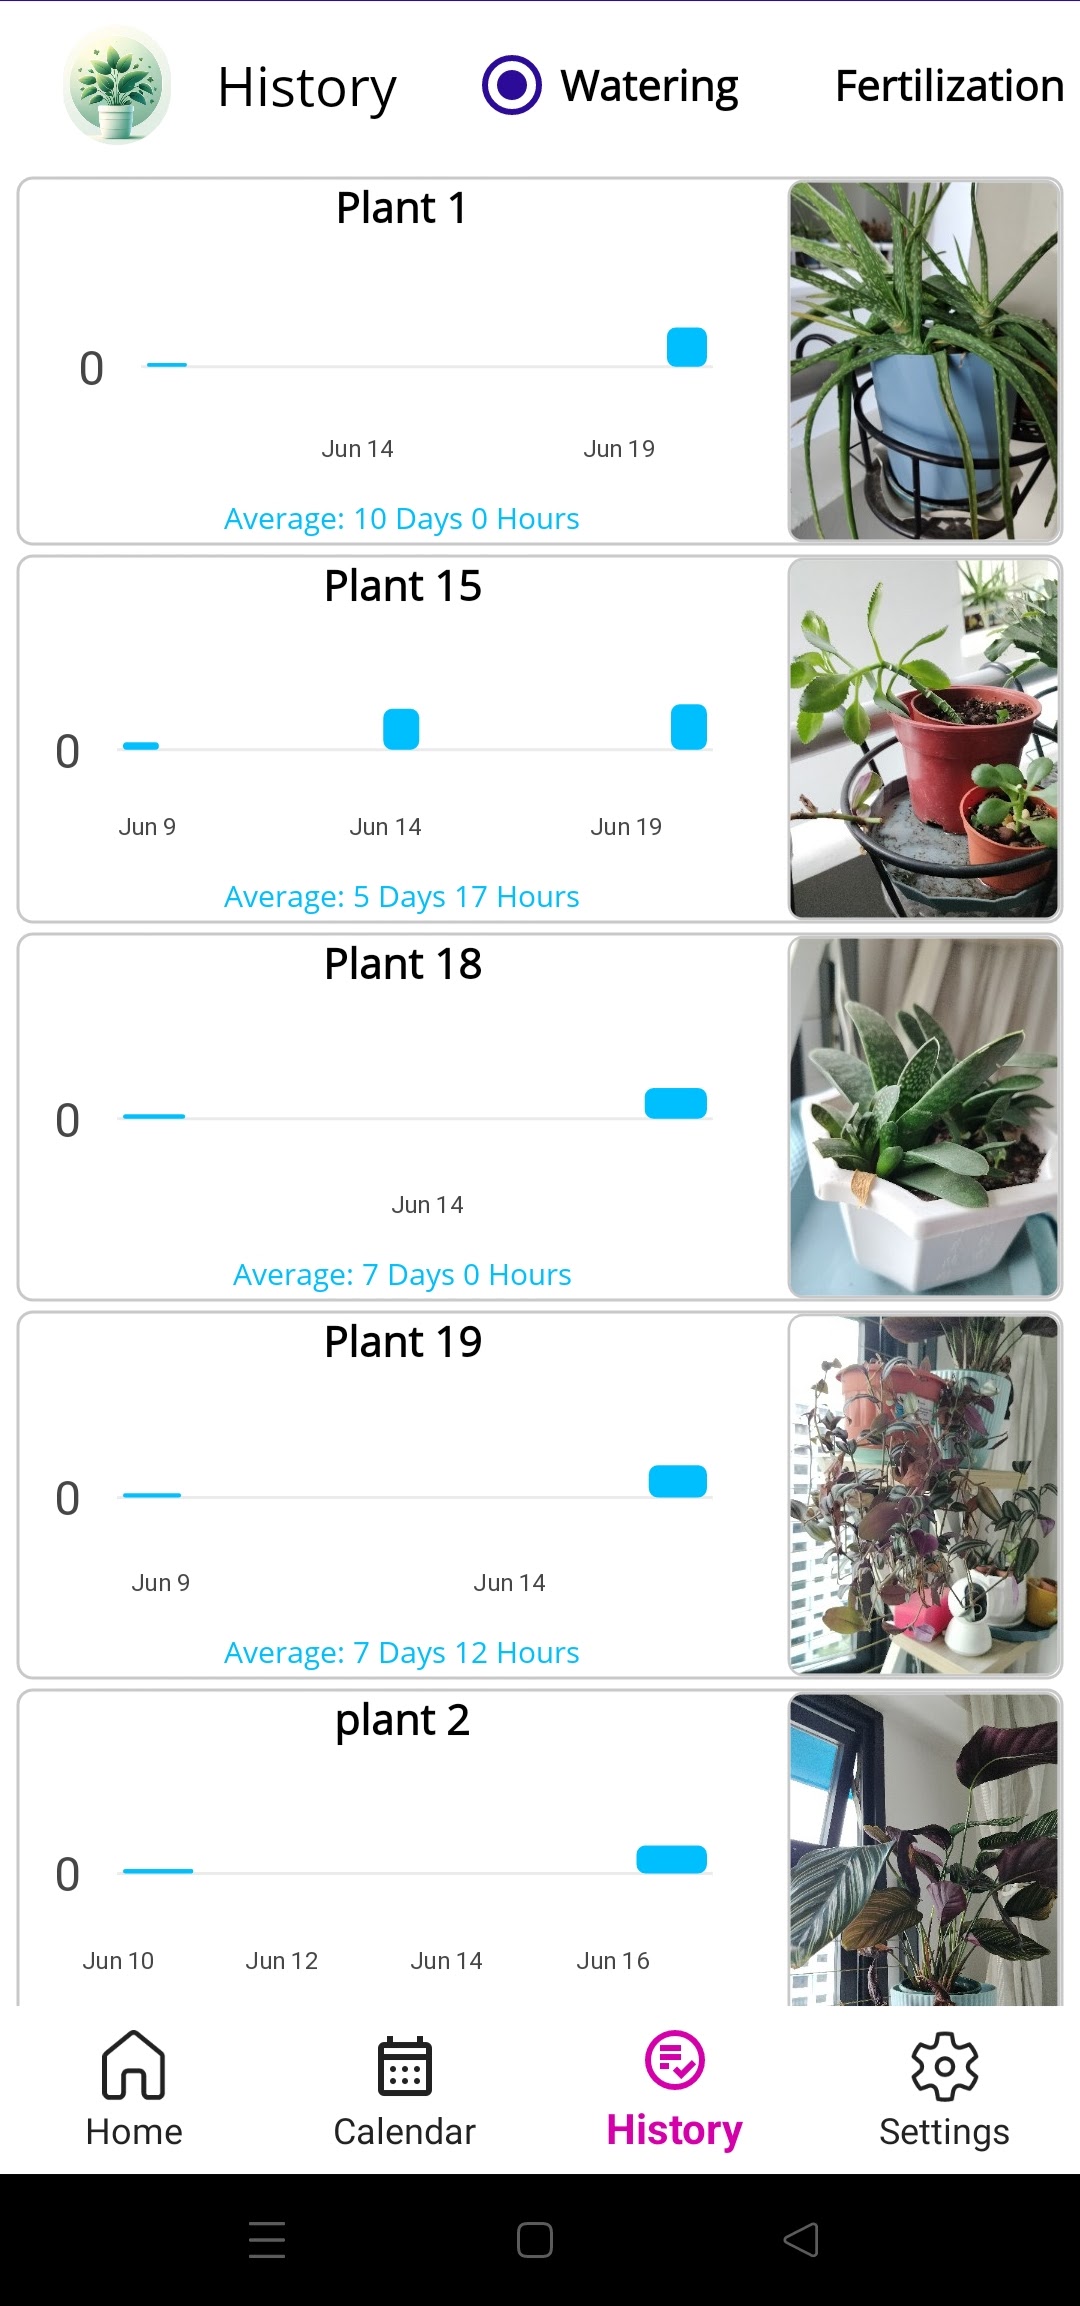 History Watering Fertilization
Plant 1
0
Jun 14 Jun 19
Average: 10 Days 0 Hours
Plant 15
0
Jun 9 Jun 14 Jun 19
Average: 5 Days 17 Hours
Plant 18
0
Jun 14
Average: 7 Days 0 Hours
Plant 19
0
Jun 9 Jun 14
Average: 7 Days 12 Hours
plant 2
0
Jun 10 Jun 12 Jun 14 Jun 16
Home Calendar History Settings